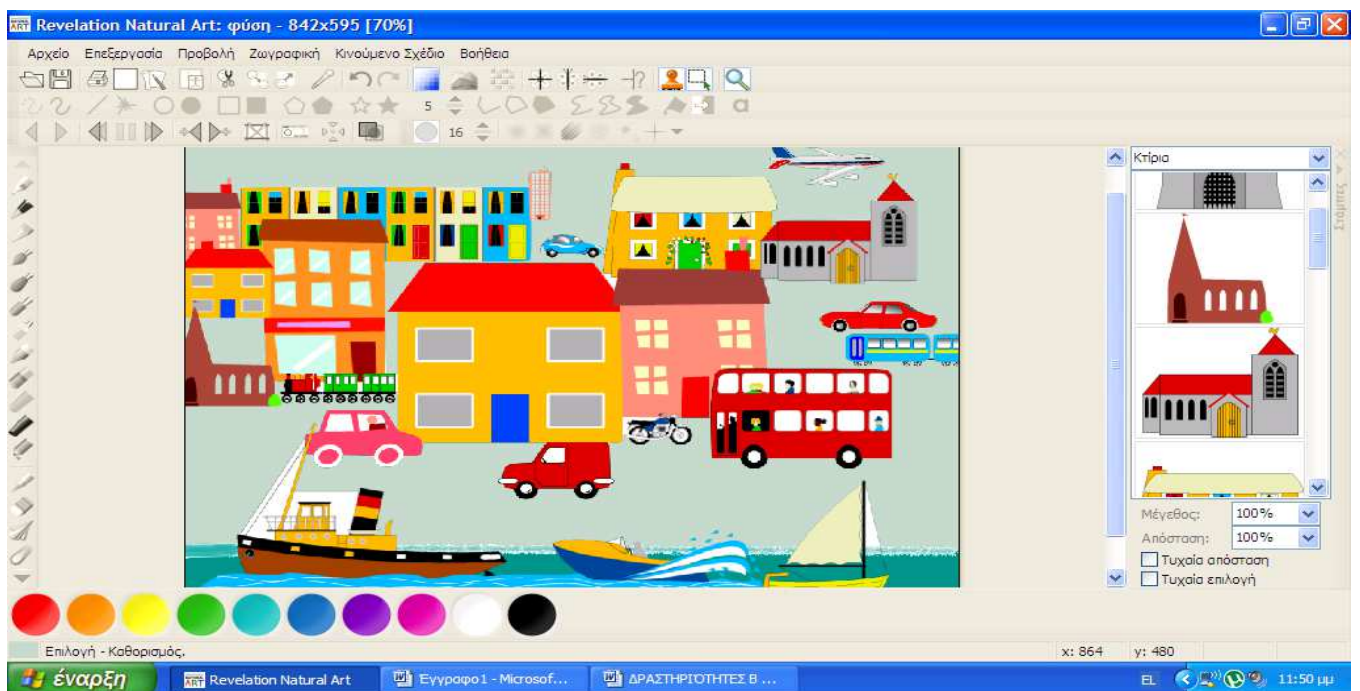 Revelation Natural Art: φύση - 842x595 [70%]
Αρχείο Επεξεργασία Προβολή Ζωγραφική Κινούμενο Σχέδιο Βοήθεια
5
a
16
Κτίρια
Σταμπες
Μέγεθος: 100%
Απόσταση: 100%
Τυχαία απόσταση
Τυχαία επιλογή
Επιλογή - Καθορισμός.
x: 864 y: 480
έναρξη
Revelation Natural Art
Έγγραφο1 - Microsof...
ΔΡΑΣΤΗΡΙΌΤΗΤΕΣ Β ...
EL
11:50 μμ